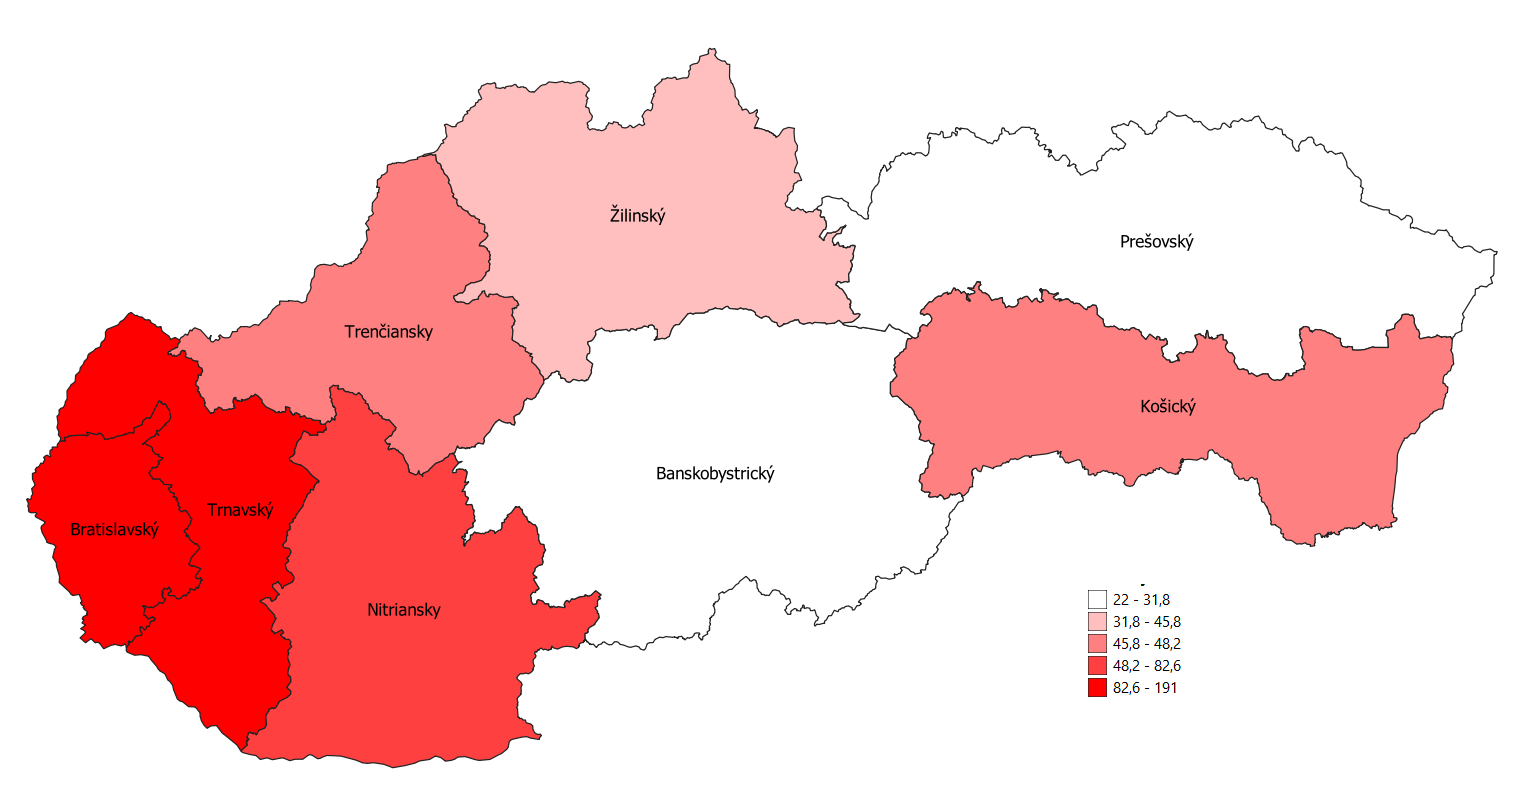 Žilinský
Prešovský
Trenčiansky
Košický
Banskobystrický
Trnavský
Bratislavský
Nitriansky
22 - 31,8
31,8 - 45,8
45,8 - 48,2
48,2 - 82,6
82,6 - 191